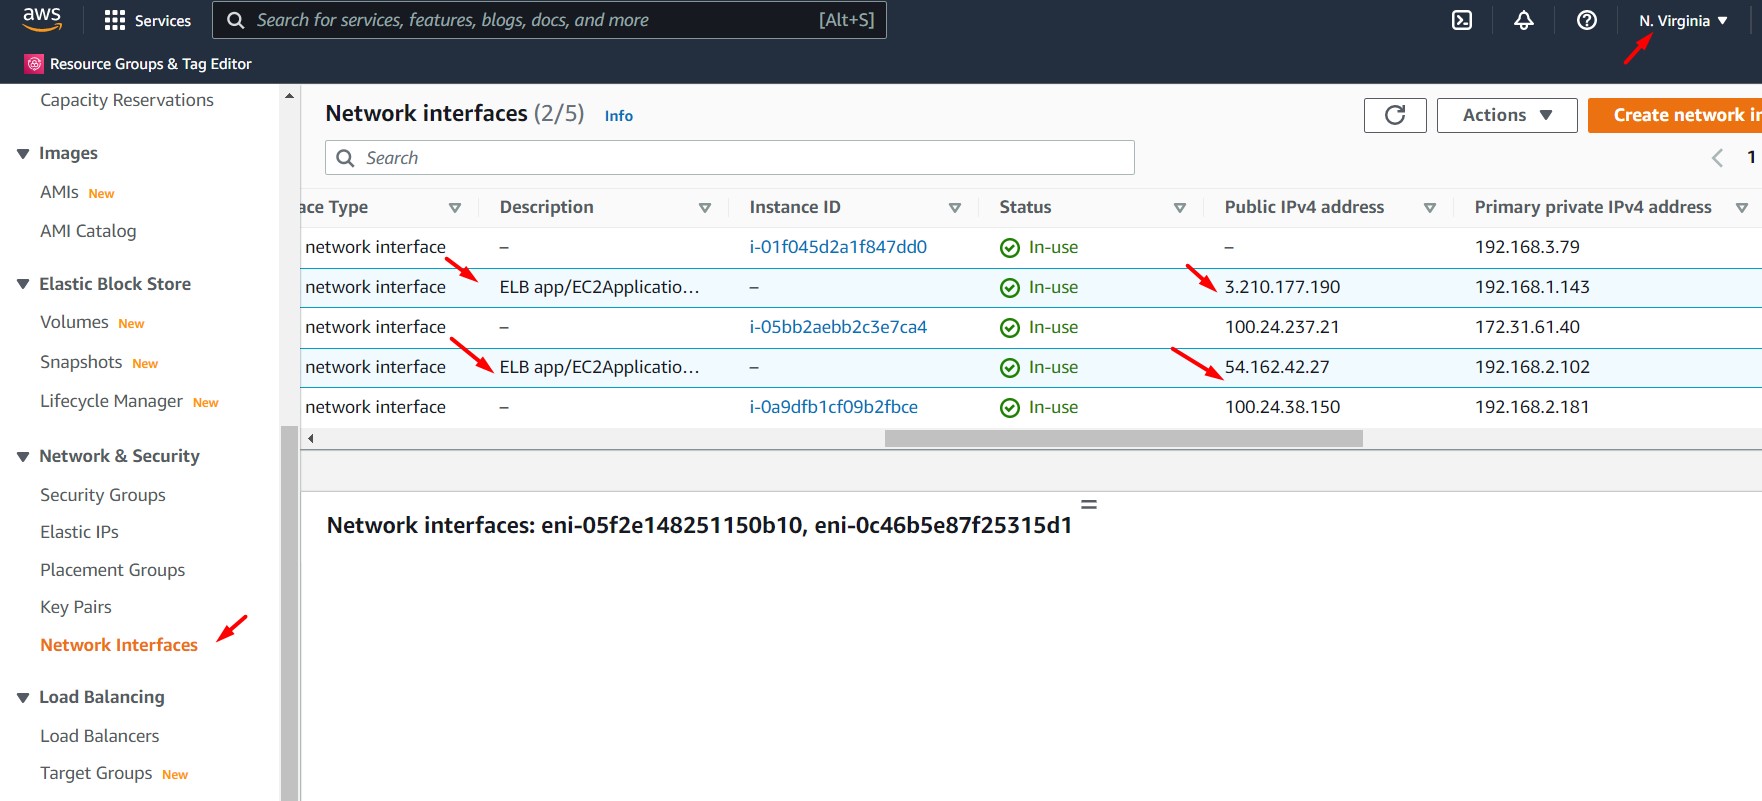 aws
Services
Search for services, features, blogs, docs, and more
[Alt+S]
N. Virginia
Resource Groups & Tag Editor
Capacity Reservations
Images
AMIs New
AMI Catalog
Elastic Block Store
Volumes New
Snapshots New
Lifecycle Manager New
Network & Security
Security Groups
Elastic IPs
Placement Groups
Key Pairs
Network Interfaces
Load Balancing
Load Balancers
Target Groups New
Network interfaces (2/5) Info
Actions
Create network in
Search
1
ace Type Description Instance ID Status Public IPv4 address Primary private IPv4 address
network interface – i-01f045d2a1f847dd0 In-use – 192.168.3.79
network interface ELB app/EC2Applicatio... – In-use 3.210.177.190 192.168.1.143
network interface – i-05bb2aebb2c3e7ca4 In-use 100.24.237.21 172.31.61.40
network interface ELB app/EC2Applicatio... – In-use 54.162.42.27 192.168.2.102
network interface – i-0a9dfb1cf09b2fbce In-use 100.24.38.150 192.168.2.181
Network interfaces: eni-05f2e148251150b10, eni-0c46b5e87f25315d1